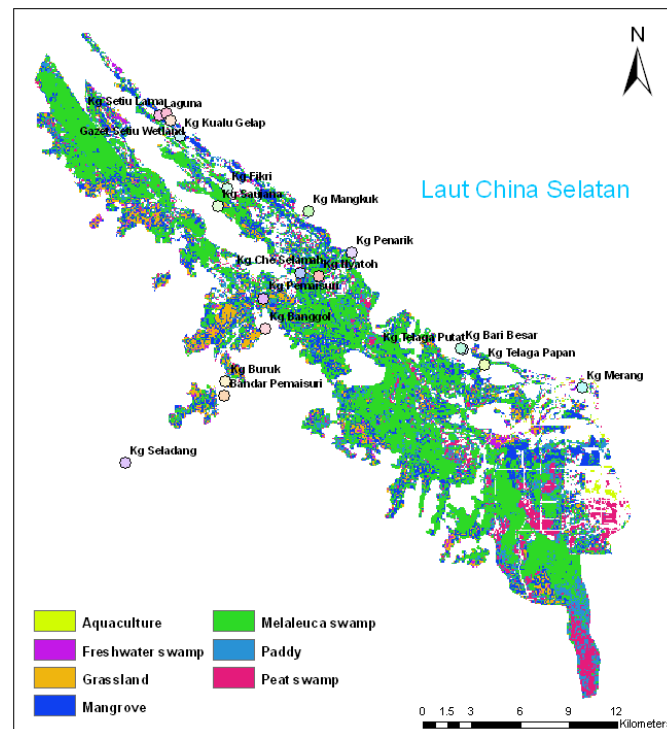 N
Kg Setiu Lama
Laguna
Kg Kualu Gelap
Gazet Setiu Wetland
Kg Fikri
Kg Saujana
Kg Mangkuk
Laut China Selatan
Kg Penarik
Kg Che Selamah
Kg Nyatoh
Kg Pemaisuri
Kg Banggol
Kg Telaga Putat
Kg Bari Besar
Kg Telaga Papan
Kg Buruk
Bandar Pemaisuri
Kg Merang
Kg Seladang
Aquaculture
Melaleuca swamp
Freshwater swamp
Paddy
Grassland
Peat swamp
Mangrove
0 1.5 3 6 9 12
Kilometers